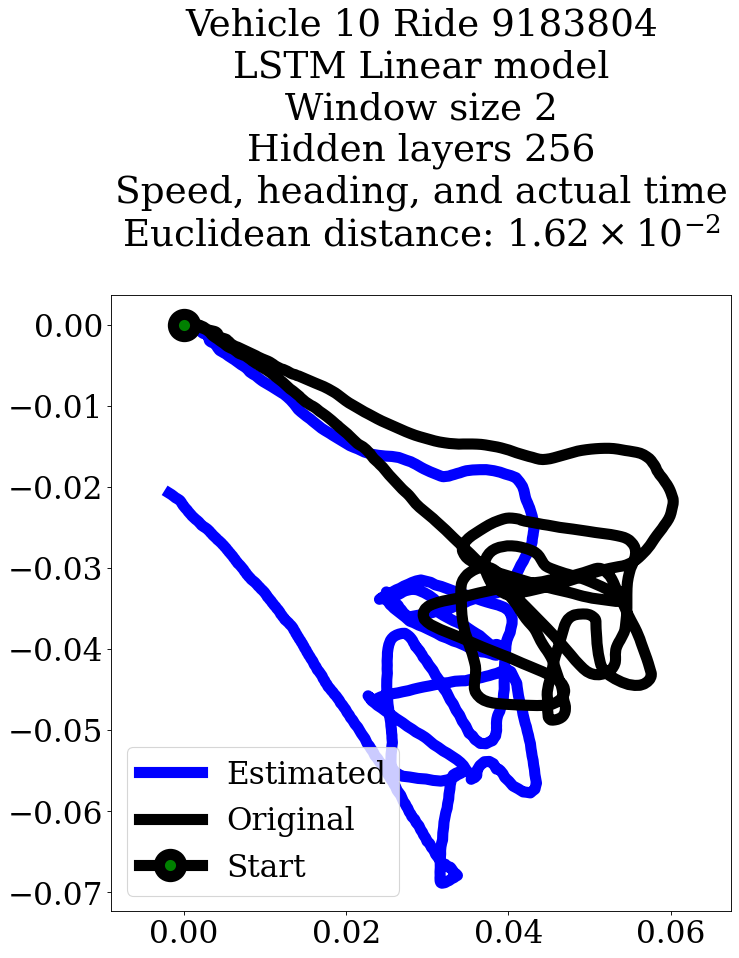 Vehicle 10 Ride 9183804
LSTM Linear model
Window size 2
Hidden layers 256
Speed, heading, and actual time
Euclidean distance: 1.62 × 10⁻²
0.00
−0.01
−0.02
−0.03
−0.04
−0.05
−0.06
−0.07
Estimated
Original
Start
0.00 0.02 0.04 0.06